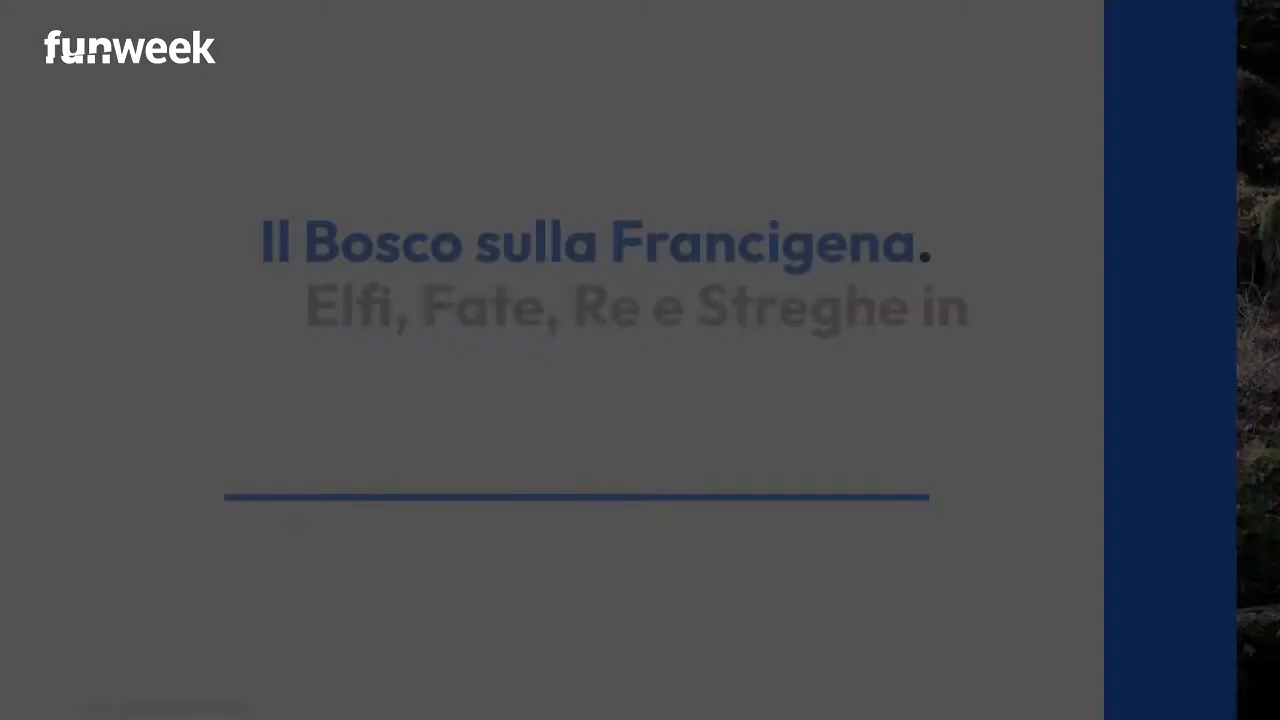 funweek
Il Bosco sulla Francigena.
Elfi, Fate, Re e Streghe in